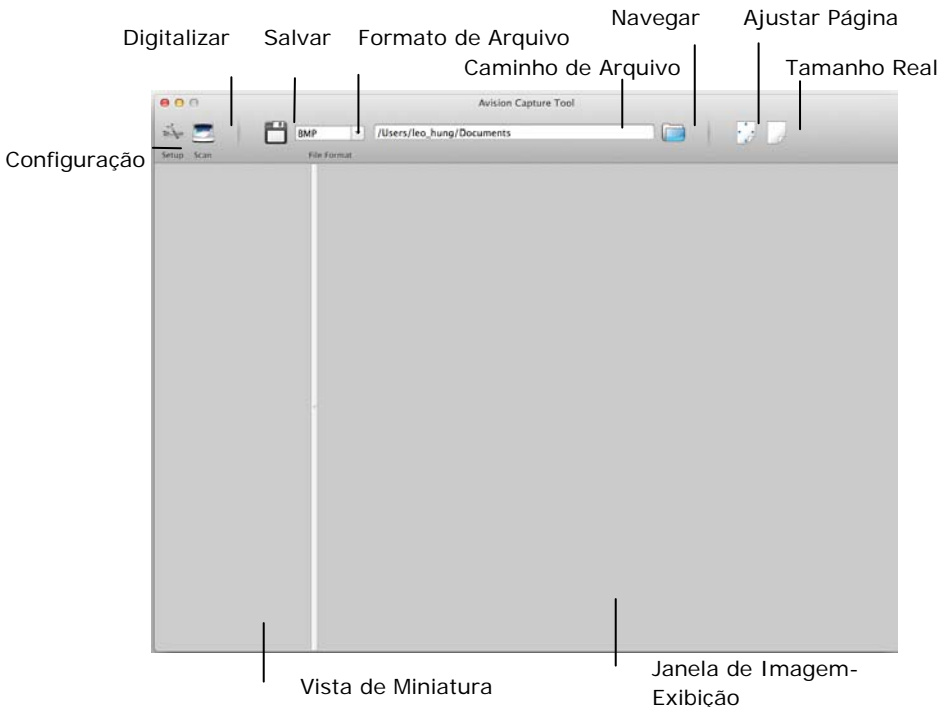 Navegar
Ajustar Página
Digitalizar
Salvar
Formato de Arquivo
Caminho de Arquivo
Tamanho Real
Avision Capture Tool
BMP
/Users/leo_hung/Documents
Configuração
Setup
Scan
File Format
Vista de Miniatura
Janela de Imagem-
Exibição